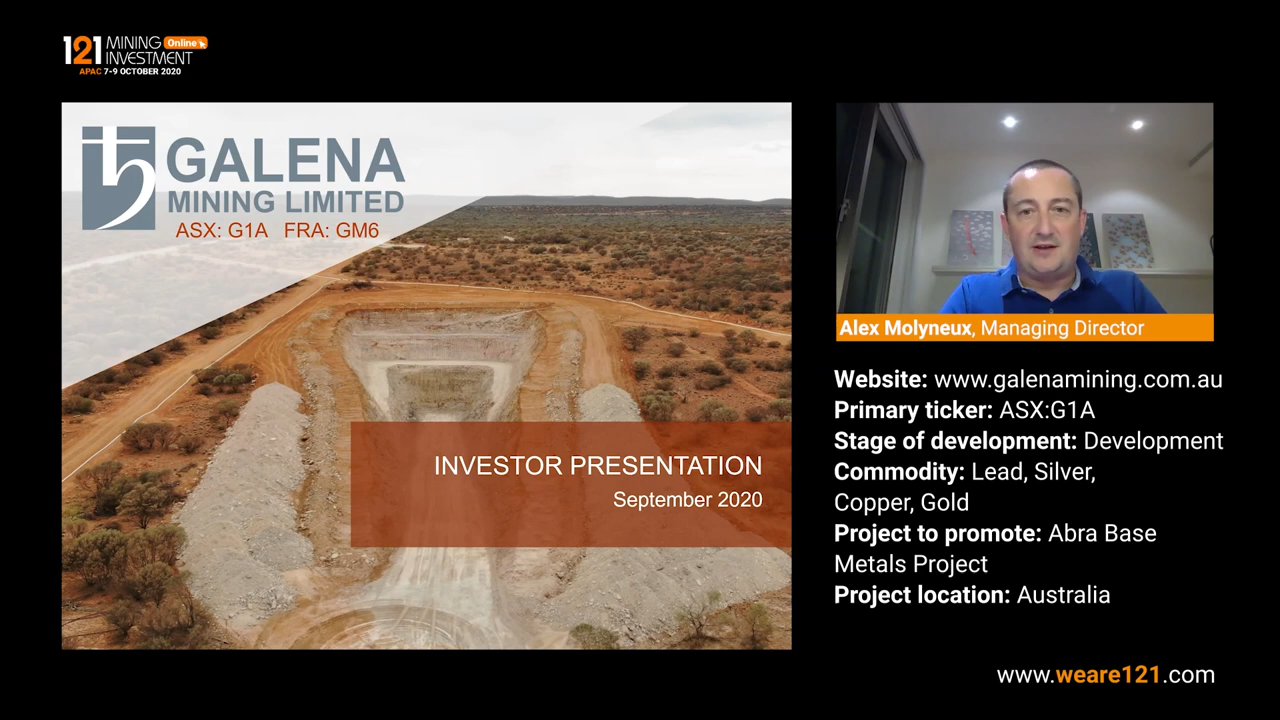 121 MINING Online
INVESTMENT
APAC 7-9 OCTOBER 2020
GALENA
MINING LIMITED
ASX: G1A FRA: GM6
INVESTOR PRESENTATION
September 2020
Alex Molyneux, Managing Director
Website: www.galenamining.com.au
Primary ticker: ASX:G1A
Stage of development: Development
Commodity: Lead, Silver,
Copper, Gold
Project to promote: Abra Base
Metals Project
Project location: Australia
www.weare121.com